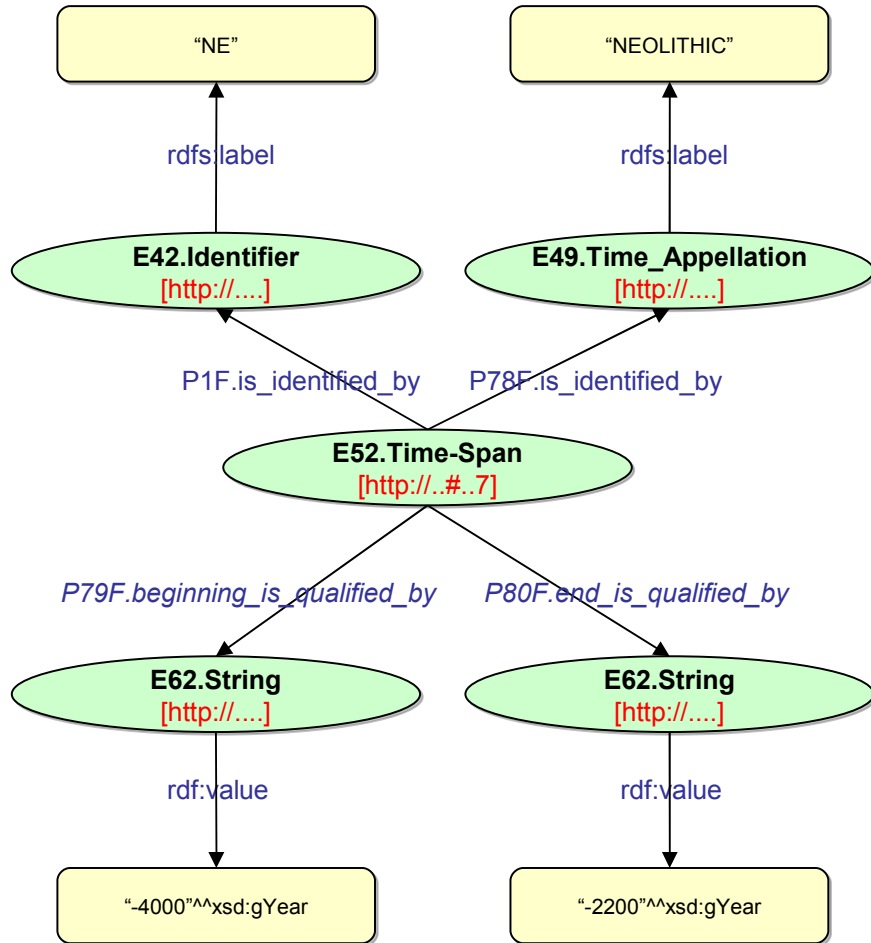 “NE”
“NEOLITHIC”
rdfs:label
rdfs:label
E42.Identifier
[http://....]
E49.Time_Appellation
[http://....]
P1F.is_identified_by
P78F.is_identified_by
E52.Time-Span
[http://..#..7]
P79F.beginning_is_qualified_by
P80F.end_is_qualified_by
E62.String
[http://....]
E62.String
[http://....]
rdf:value
rdf:value
“-4000”^^xsd:gYear
“-2200”^^xsd:gYear